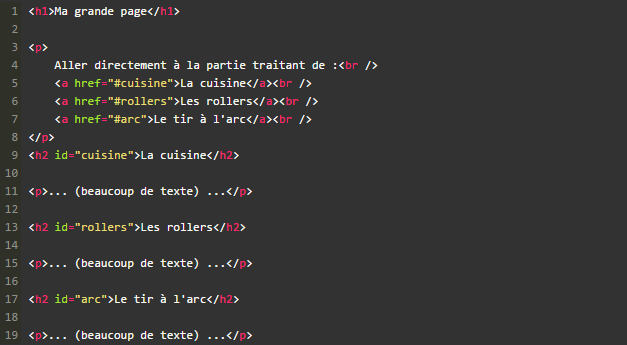 1 <h1>Ma grande page</h1>
2
3 <p>
4     Aller directement à la partie traitant de :<br />
5     <a href="#cuisine">La cuisine</a><br />
6     <a href="#rollers">Les rollers</a><br />
7     <a href="#arc">Le tir à l'arc</a><br />
8 </p>
9 <h2 id="cuisine">La cuisine</h2>
10
11 <p>... (beaucoup de texte) ...</p>
12
13 <h2 id="rollers">Les rollers</h2>
14
15 <p>... (beaucoup de texte) ...</p>
16
17 <h2 id="arc">Le tir à l'arc</h2>
18
19 <p>... (beaucoup de texte) ...</p>